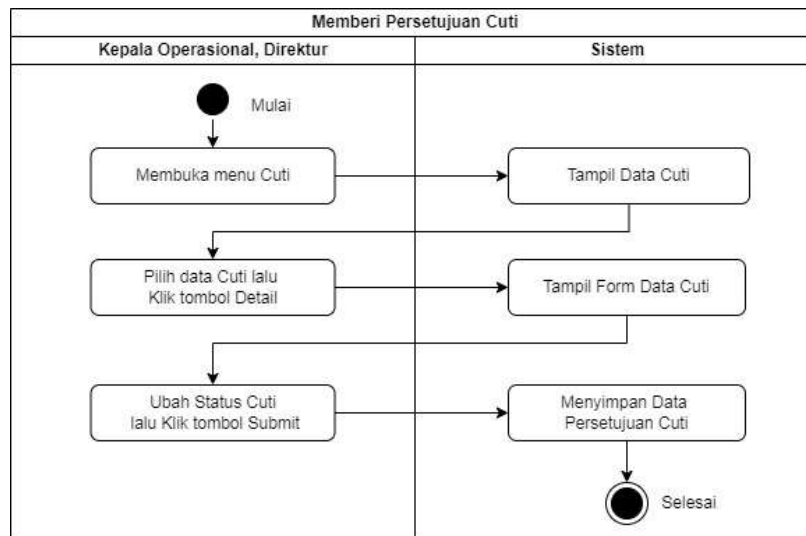 Memberi Persetujuan Cuti
Kepala Operasional, Direktur
Sistem
Mulai
Membuka menu Cuti
Tampil Data Cuti
Pilih data Cuti lalu
Klik tombol Detail
Tampil Form Data Cuti
Ubah Status Cuti
lalu Klik tombol Submit
Menyimpan Data
Persetujuan Cuti
Selesai